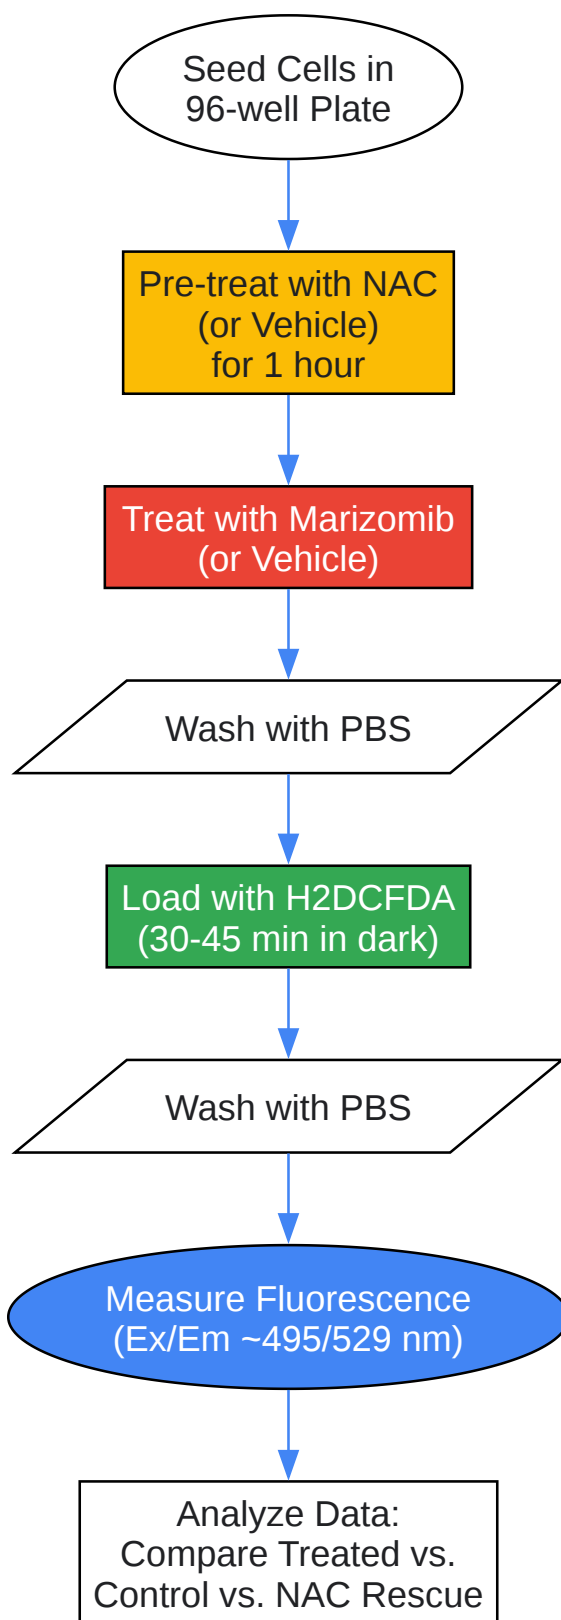 Seed Cells in
96-well Plate
Pre-treat with NAC
(or Vehicle)
for 1 hour
Treat with Marizomib
(or Vehicle)
Wash with PBS
Load with H2DCFDA
(30-45 min in dark)
Wash with PBS
Measure Fluorescence
(Ex/Em ~495/529 nm)
Analyze Data:
Compare Treated vs.
Control vs. NAC Rescue